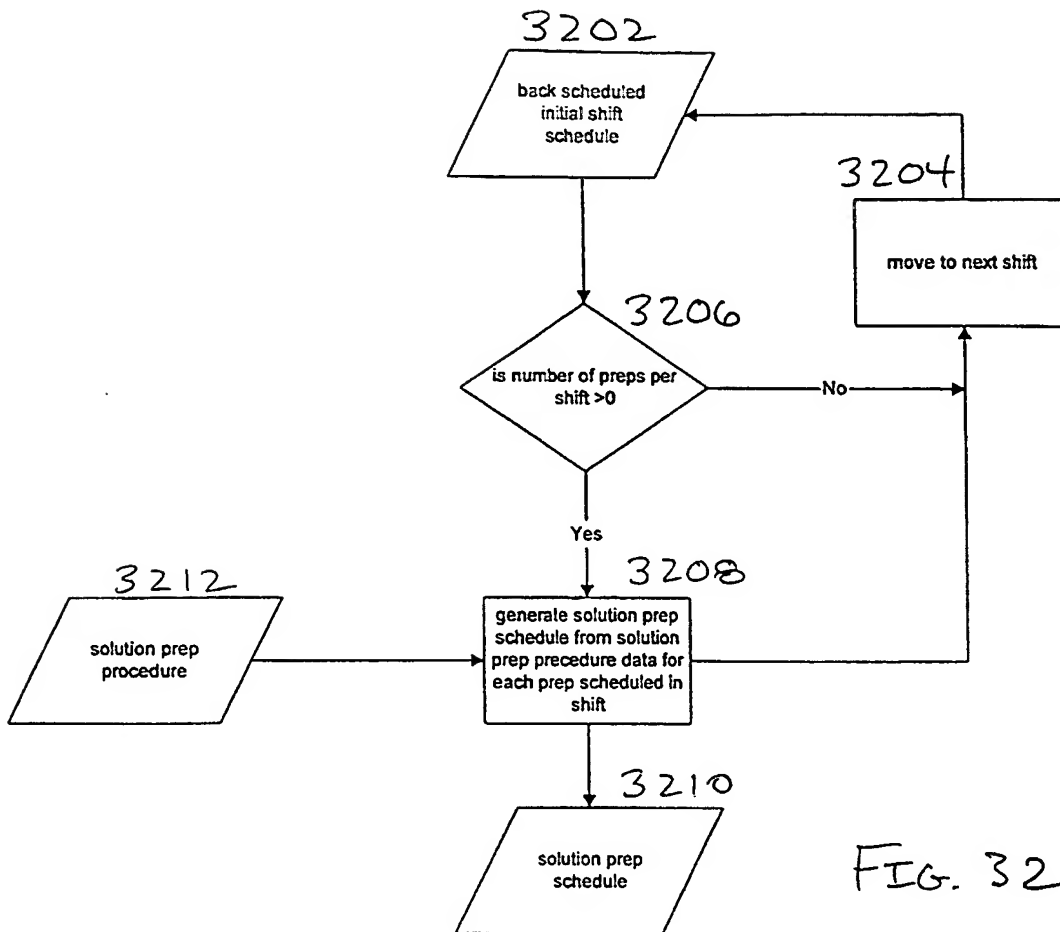 3202
back scheduled
initial shift
schedule
3204
move to next shift
3206
is number of preps per
shift >0
No
Yes
3212
solution prep
procedure
3208
generate solution prep
schedule from solution
prep precedure data for
each prep scheduled in
shift
3210
solution prep
schedule
FIG. 32